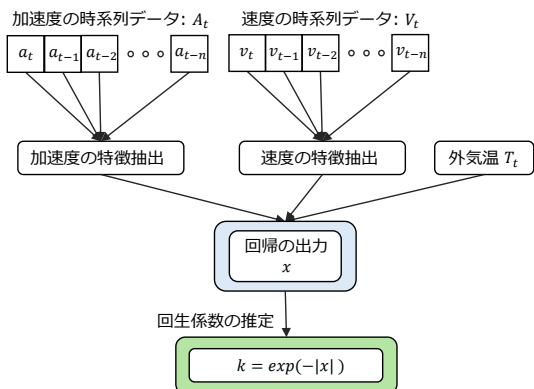 加速度の時系列データ: A_t
速度の時系列データ: V_t
a_t a_{t-1} a_{t-2} ∘ ∘ ∘ a_{t-n}
v_t v_{t-1} v_{t-2} ∘ ∘ ∘ v_{t-n}
加速度の特徴抽出
速度の特徴抽出
外気温 T_t
回帰の出力
x
回生係数の推定
k = exp(-|x|)